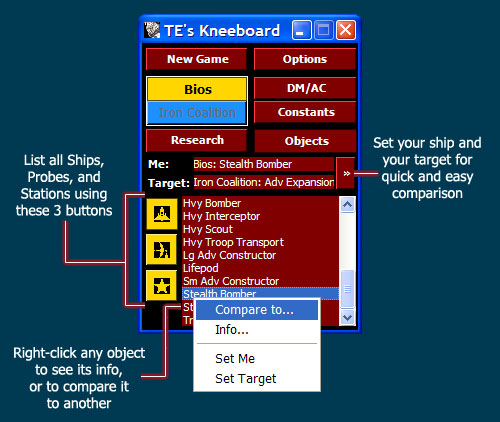 TE's Kneeboard
New Game
Options
Bios
DM/AC
Iron Coalition
Constants
Research
Objects
Me: Bios: Stealth Bomber
Target: Iron Coalition: Adv Expansion
»
Hvy Bomber
Hvy Interceptor
Hvy Scout
Hvy Troop Transport
Lg Adv Constructor
Lifepod
Sm Adv Constructor
Stealth Bomber
St
Tr
Compare to...
Info...
Set Me
Set Target
List all Ships,
Probes, and
Stations using
these 3 buttons
Set your ship and
your target for
quick and easy
comparison
Right-click any object
to see its info,
or to compare it
to another